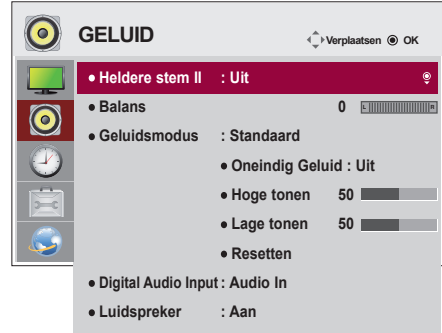 GELUID
Verplaatsen OK
• Heldere stem II : Uit
• Balans 0 L R
• Geluidsmodus : Standaard
• Oneindig Geluid : Uit
• Hoge tonen 50
• Lage tonen 50
• Resetten
• Digital Audio Input : Audio In
• Luidspreker : Aan